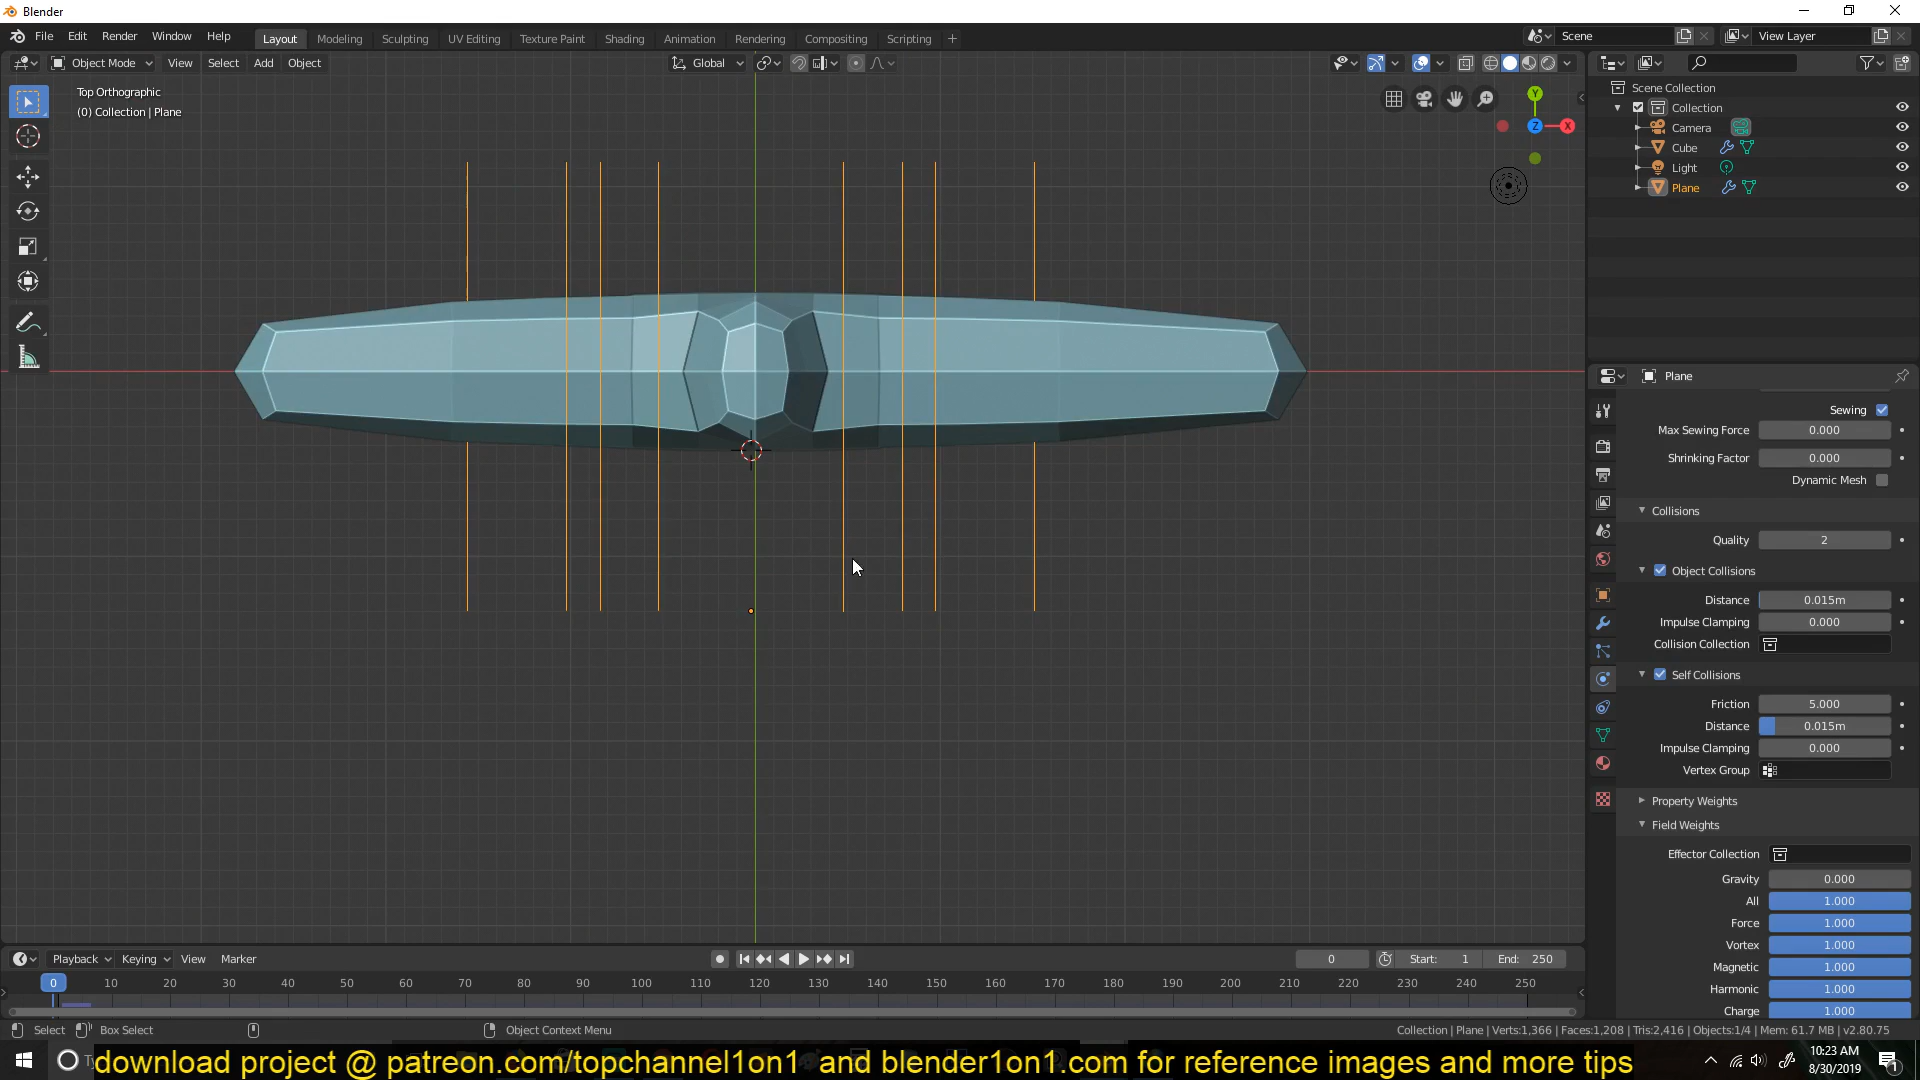 Blender
File Edit Render Window Help
Layout Modeling Sculpting UV Editing Texture Paint Shading Animation Rendering Compositing Scripting +
Scene
View Layer
Object Mode View Select Add Object
Global
Top Orthographic
(0) Collection | Plane
Y
Z
X
Scene Collection
Collection
Camera
Cube
Light
Plane
Plane
Sewing
Max Sewing Force 0.000
Shrinking Factor 0.000
Dynamic Mesh
Collisions
Quality 2
Object Collisions
Distance 0.015m
Impulse Clamping 0.000
Collision Collection
Self Collisions
Friction 5.000
Distance 0.015m
Impulse Clamping 0.000
Vertex Group
Property Weights
Field Weights
Effector Collection
Gravity 0.000
All 1.000
Force 1.000
Vortex 1.000
Magnetic 1.000
Harmonic 1.000
Charge 1.000
Playback Keying View Marker
0 Start: 1 End: 250
0 10 20 30 40 50 60 70 80 90 100 110 120 130 140 150 160 170 180 190 200 210 220 230 240 250
Select Box Select Object Context Menu
Collection | Plane | Verts:1,366 | Faces:1,208 | Tris:2,416 | Objects:1/4 | Mem: 61.7 MB | v2.80.75
download project @ patreon.com/topchannel1on1 and blender1on1.com for reference images and more tips
10:23 AM
8/30/2019
1